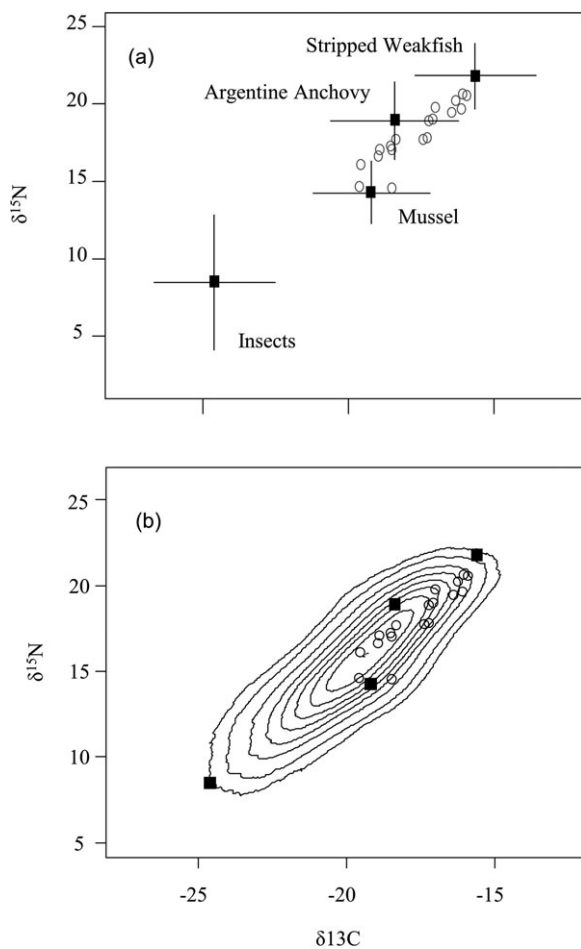 25
(a)
Stripped Weakfish
Argentine Anchovy
20
δ¹⁵N
15
Mussel
10
Insects
5
25
(b)
20
δ¹⁵N
15
10
5
-25
-20
-15
δ13C